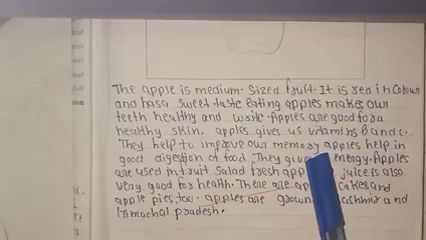 The apple is medium-sized fruit. It is red in Colour
and has a sweet taste eating apples makes our
teeth healthy and write. Apples are good for a
healthy skin. apples gives us vitamins B and C.
They help to improve our memory apples help in
good digestion of food. They give energy. Apples
are used in fruit salad fresh juice is also
very good for health. There are cakes and
apple pies, too. apples are grown and
Himachal pradesh.